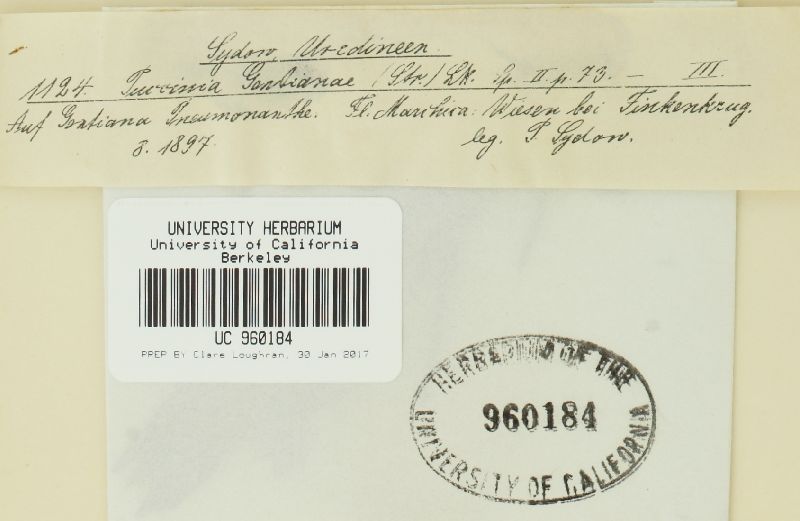 Sydow, Uredineen.
1124. Puccinia Gentianae (Str.) Lk. Sp. II. p. 73. — III.
Auf Gentiana Pneumonanthe. Fl. Marchica: Wiesen bei Finkenkrug.
8. 1897. leg. P. Sydow.
UNIVERSITY HERBARIUM
University of California
Berkeley
UC 960184
PREP BY Clare Loughran, 30 Jan 2017
HERBARIUM OF THE
960184
UNIVERSITY OF CALIFORNIA